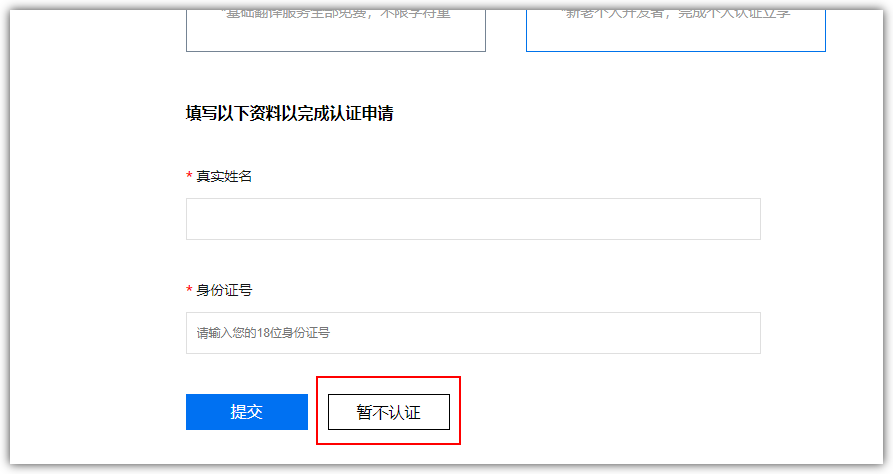 *基础翻译服务全部免费，不限字符量
*新老个人开发者，完成个人认证立享
填写以下资料以完成认证申请
* 真实姓名
* 身份证号
请输入您的18位身份证号
提交
暂不认证